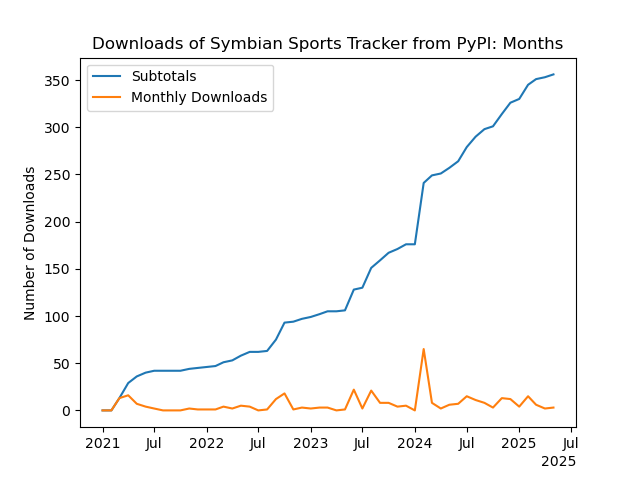 Downloads of Symbian Sports Tracker from PyPI: Months
Subtotals
Monthly Downloads
Number of Downloads
350
300
250
200
150
100
50
0
2021 Jul 2022 Jul 2023 Jul 2024 Jul 2025 Jul
2025